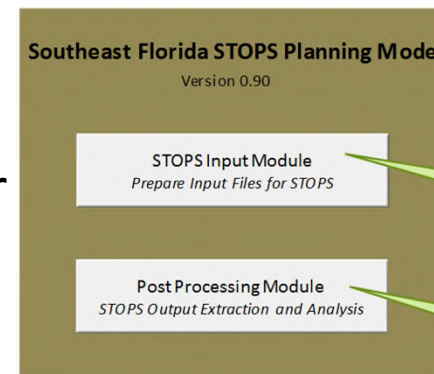 Southeast Florida STOPS Planning Mode
Version 0.90
r
STOPS Input Module
Prepare Input Files for STOPS
Post Processing Module
STOPS Output Extraction and Analysis